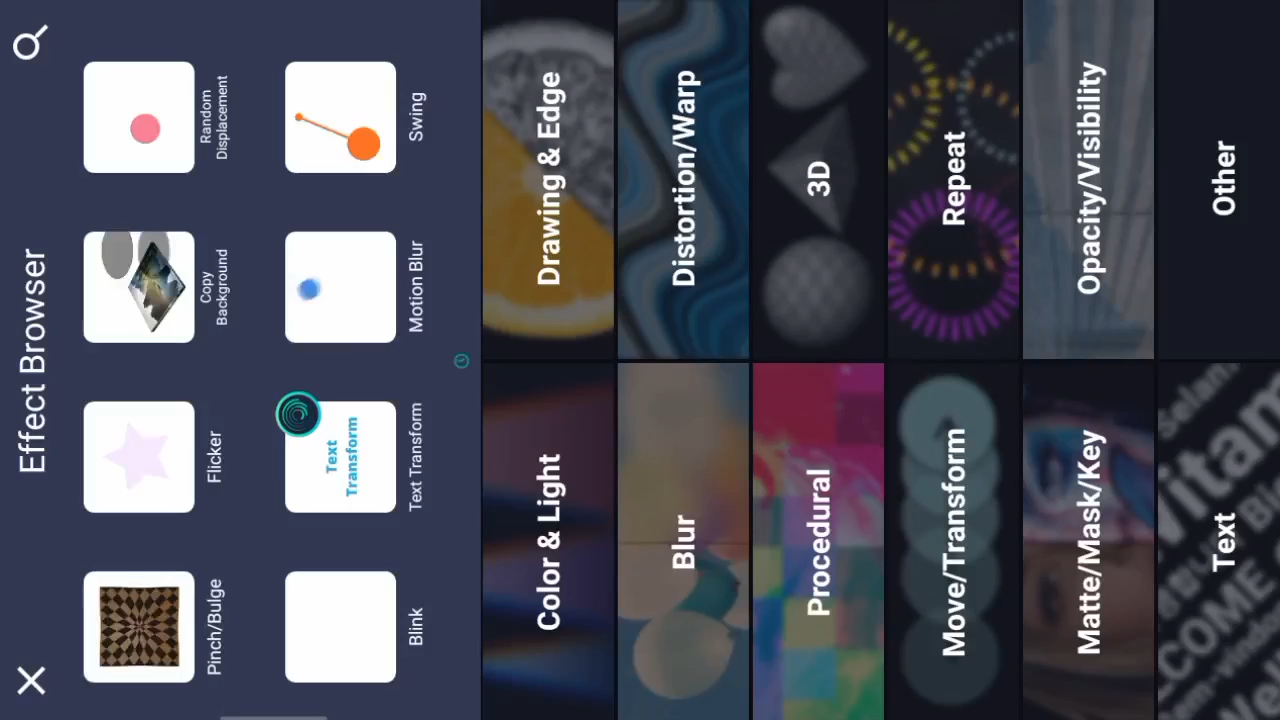 Effect Browser
Pinch/Bulge
Flicker
Copy
Background
Random
Displacement
Text
Transform
Blink
Text Transform
Motion Blur
Swing
Color & Light
Drawing & Edge
Blur
Distortion/Warp
Procedural
3D
Move/Transform
Repeat
Matte/Mask/Key
Opacity/Visibility
Text
Other